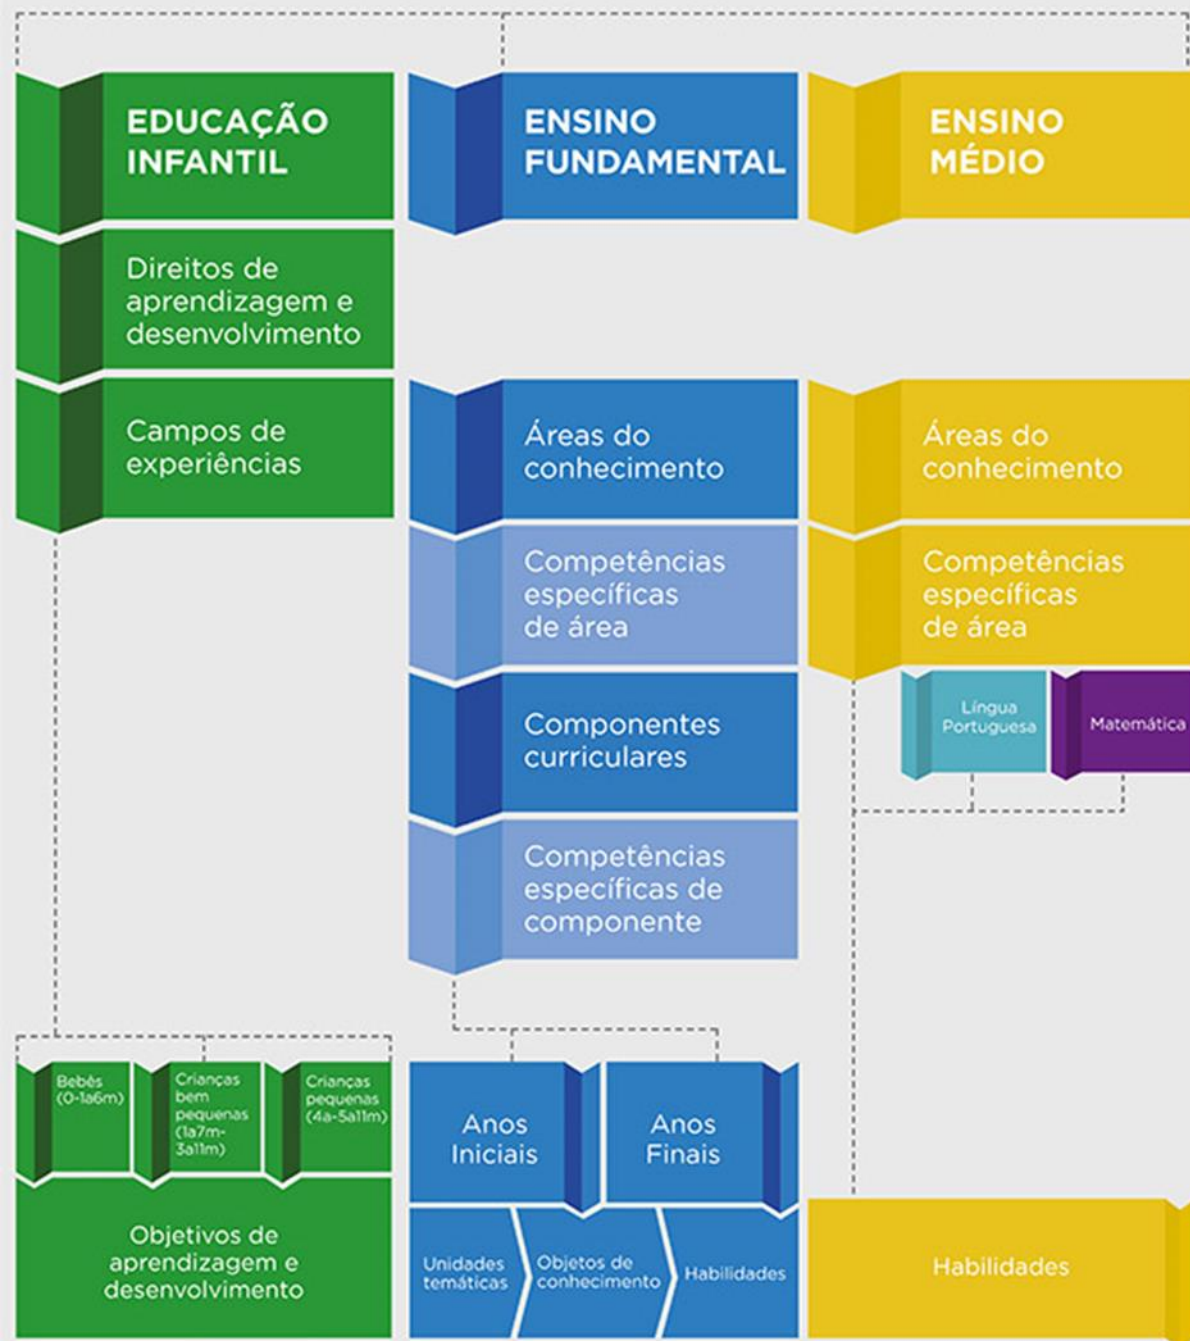 EDUCAÇÃO
INFANTIL
Direitos de
aprendizagem e
desenvolvimento
Campos de
experiências
Bebês
(0-1a6m)
Crianças
bem
pequenas
(1a7m-
3a11m)
Crianças
pequenas
(4a-5a11m)
Objetivos de
aprendizagem e
desenvolvimento
ENSINO
FUNDAMENTAL
Áreas do
conhecimento
Competências
específicas
de área
Componentes
curriculares
Competências
específicas de
componente
Anos
Iniciais
Anos
Finais
Unidades
temáticas
Objetos de
conhecimento
Habilidades
ENSINO
MÉDIO
Áreas do
conhecimento
Competências
específicas
de área
Língua
Portuguesa
Matemática
Habilidades